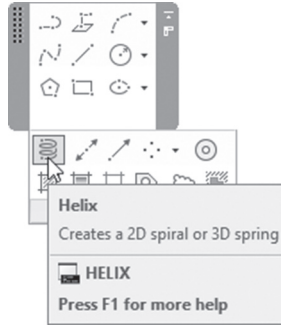 Helix
Creates a 2D spiral or 3D spring
HELIX
Press F1 for more help